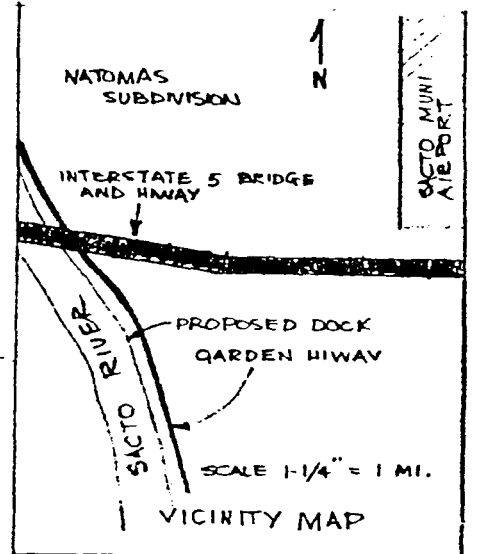 NATOMAS
SUBDIVISION
N
SACTO MUNI
AIRPORT
INTERSTATE 5 BRIDGE
AND HIWAY
PROPOSED DOCK
GARDEN HIWAY
SACTO RIVER
SCALE 1-1/4" = 1 MI.
VICINITY MAP